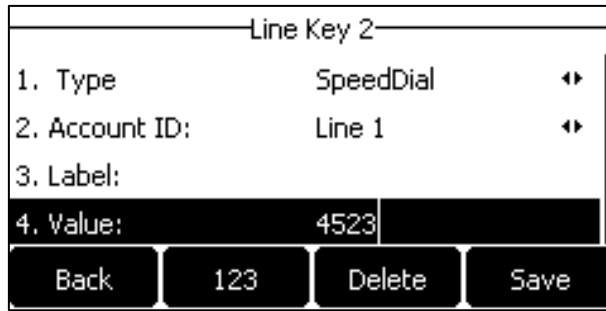 Line Key 2
1. Type SpeedDial
2. Account ID: Line 1
3. Label:
4. Value: 4523
Back 123 Delete Save